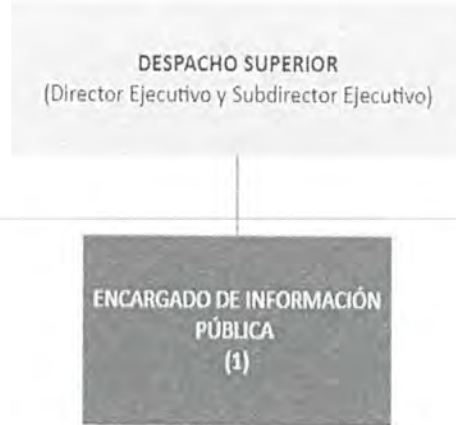 DESPACHO SUPERIOR
(Director Ejecutivo y Subdirector Ejecutivo)
ENCARGADO DE INFORMACIÓN
PÚBLICA
(1)